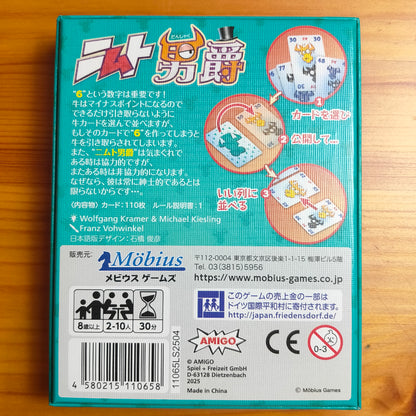 ニムト男爵
だんしゃく
"6"という数字は重要です!
牛はマイナスポイントになるので
できるだけ引き取らないように
牛カードを選んで並べますが、
もしそのカードで"6"を作ってしまうと
牛を引き取らされてしまいます。
また、"ニムト男爵"は気まぐれで
ある時は協力的ですが、
またある時は非協力的になります。
なぜなら、彼は常に紳士的であるとは
限らないからです…。
1
カードを選び
2 公開して…
いい列に
3
並べる
〈内容物〉カード:110枚 ルール説明書:1
Wolfgang Kramer & Michael Kiesling
Franz Vohwinkel
日本語版デザイン:石橋 俊彦
販売元:
Möbius
メビウス ゲームズ
〒112-0004 東京都文京区後楽1-1-16 梅澤ビル5階
Tel. 03(3815)5956
https://www.mobius-games.co.jp
8歳以上
2-10人
30分
4 580215 110658
11065LS2504
このゲームの売上金の一部は
ドイツ国際平和村に寄付されます。
http://japan.friedensdorf.de/
AMIGO
© AMIGO
Spiel + Freizeit GmbH
D-63128 Dietzenbach
2025
Made in China
CE
0-3
© Möbius Games